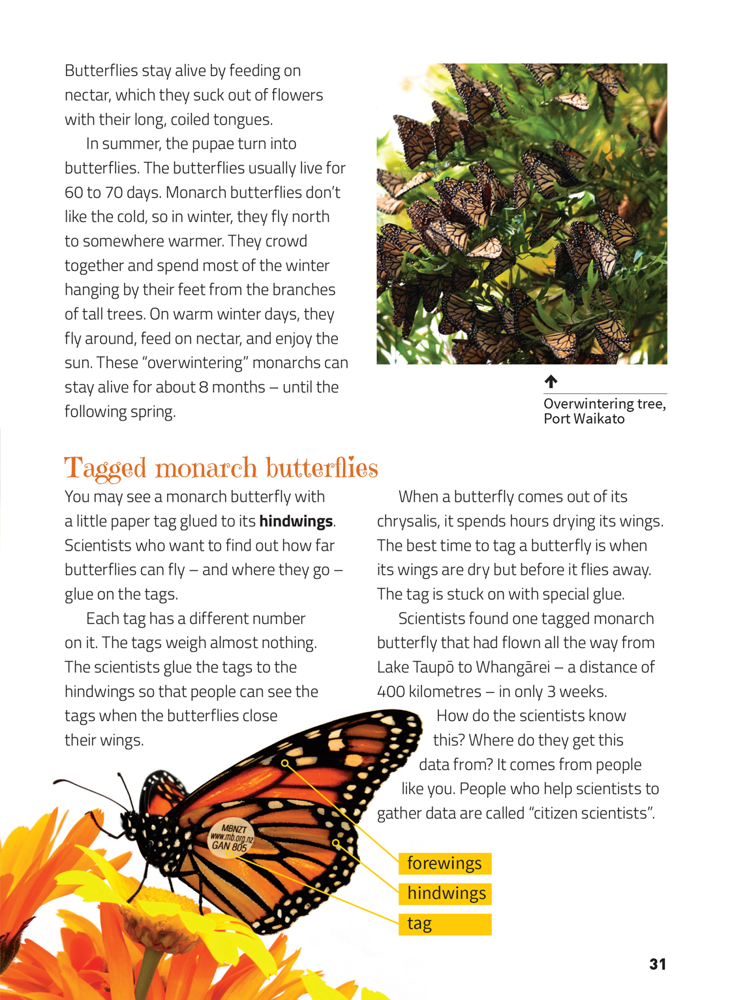 Butterflies stay alive by feeding on
nectar, which they suck out of flowers
with their long, coiled tongues.
In summer, the pupae turn into
butterflies. The butterflies usually live for
60 to 70 days. Monarch butterflies don’t
like the cold, so in winter, they fly north
to somewhere warmer. They crowd
together and spend most of the winter
hanging by their feet from the branches
of tall trees. On warm winter days, they
fly around, feed on nectar, and enjoy the
sun. These “overwintering” monarchs can
stay alive for about 8 months – until the
following spring.
Overwintering tree,
Port Waikato
Tagged monarch butterflies
You may see a monarch butterfly with
a little paper tag glued to its hindwings.
Scientists who want to find out how far
butterflies can fly – and where they go –
glue on the tags.
Each tag has a different number
on it. The tags weigh almost nothing.
The scientists glue the tags to the
hindwings so that people can see the
tags when the butterflies close
their wings.
When a butterfly comes out of its
chrysalis, it spends hours drying its wings.
The best time to tag a butterfly is when
its wings are dry but before it flies away.
The tag is stuck on with special glue.
Scientists found one tagged monarch
butterfly that had flown all the way from
Lake Taupō to Whangārei – a distance of
400 kilometres – in only 3 weeks.
How do the scientists know
this? Where do they get this
data from? It comes from people
like you. People who help scientists to
gather data are called “citizen scientists”.
MBNZT
www.mb.org.nz
GAN 805
forewings
hindwings
tag
31